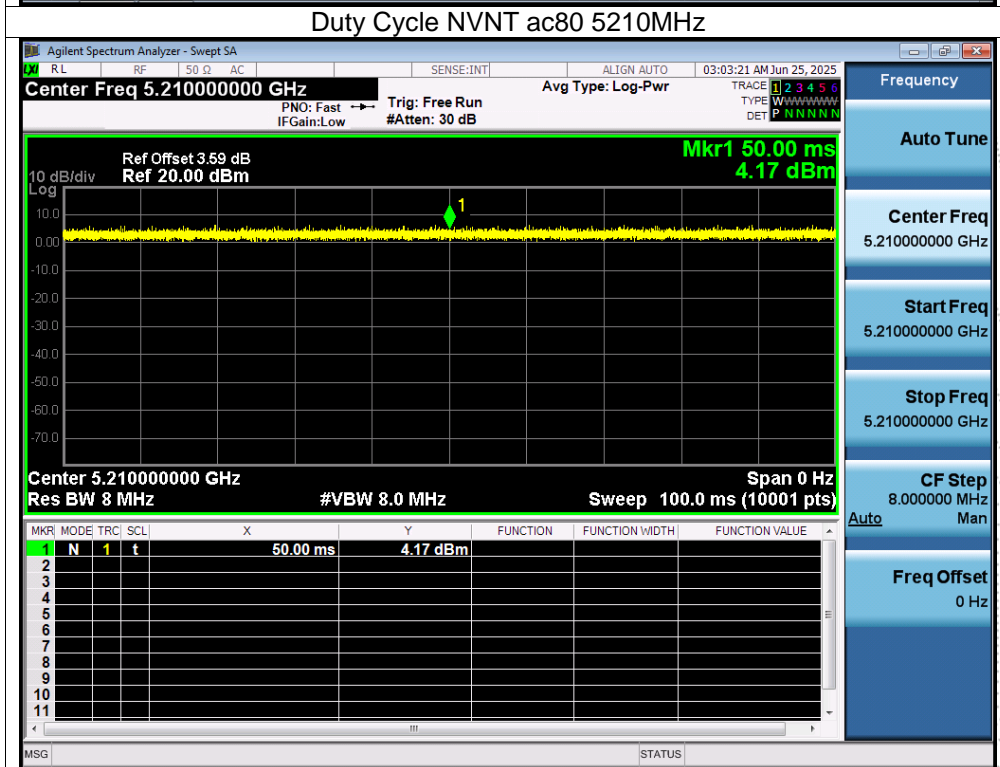 Duty Cycle NVNT ac80 5210MHz
Agilent Spectrum Analyzer - Swept SA
LXI RL RF 50 Ω AC SENSE:INT ALIGN AUTO 03:03:21 AM Jun 25, 2025
Center Freq 5.210000000 GHz Avg Type: Log-Pwr TRACE 1 2 3 4 5 6
PNO: Fast Trig: Free Run TYPE WWWWWW
IFGain:Low #Atten: 30 dB DET P N N N N N
Frequency
Mkr1 50.00 ms
4.17 dBm
Ref Offset 3.59 dB
10 dB/div Ref 20.00 dBm
Log
1
10.0
0.00
-10.0
-20.0
-30.0
-40.0
-50.0
-60.0
-70.0
Center 5.210000000 GHz Span 0 Hz
Res BW 8 MHz #VBW 8.0 MHz Sweep 100.0 ms (10001 pts)
MKR MODE TRC SCL X Y FUNCTION FUNCTION WIDTH FUNCTION VALUE
1 N 1 t 50.00 ms 4.17 dBm
2
3
4
5
6
7
8
9
10
11
MSG STATUS
Auto Tune
Center Freq
5.210000000 GHz
Start Freq
5.210000000 GHz
Stop Freq
5.210000000 GHz
CF Step
8.000000 MHz
Auto Man
Freq Offset
0 Hz